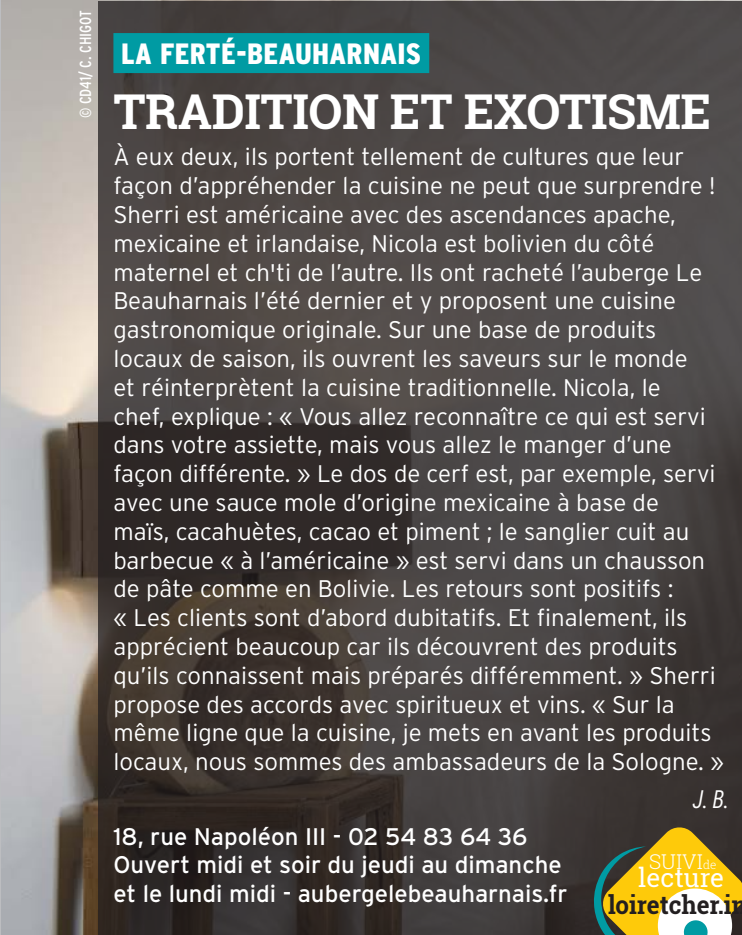 © CD41/ C. CHIGOT
LA FERTÉ-BEAUHARNAIS
TRADITION ET EXOTISME
À eux deux, ils portent tellement de cultures que leur
façon d’appréhender la cuisine ne peut que surprendre !
Sherri est américaine avec des ascendances apache,
mexicaine et irlandaise, Nicola est bolivien du côté
maternel et ch'ti de l’autre. Ils ont racheté l’auberge Le
Beauharnais l’été dernier et y proposent une cuisine
gastronomique originale. Sur une base de produits
locaux de saison, ils ouvrent les saveurs sur le monde
et réinterprètent la cuisine traditionnelle. Nicola, le
chef, explique : « Vous allez reconnaître ce qui est servi
dans votre assiette, mais vous allez le manger d’une
façon différente. » Le dos de cerf est, par exemple, servi
avec une sauce mole d’origine mexicaine à base de
maïs, cacahuètes, cacao et piment ; le sanglier cuit au
barbecue « à l’américaine » est servi dans un chausson
de pâte comme en Bolivie. Les retours sont positifs :
« Les clients sont d’abord dubitatifs. Et finalement, ils
apprécient beaucoup car ils découvrent des produits
qu’ils connaissent mais préparés différemment. » Sherri
propose des accords avec spiritueux et vins. « Sur la
même ligne que la cuisine, je mets en avant les produits
locaux, nous sommes des ambassadeurs de la Sologne. »
J. B.
18, rue Napoléon III - 02 54 83 64 36
Ouvert midi et soir du jeudi au dimanche
et le lundi midi - aubergelebeauharnais.fr
SUIVI de
lecture
loiretcher.in